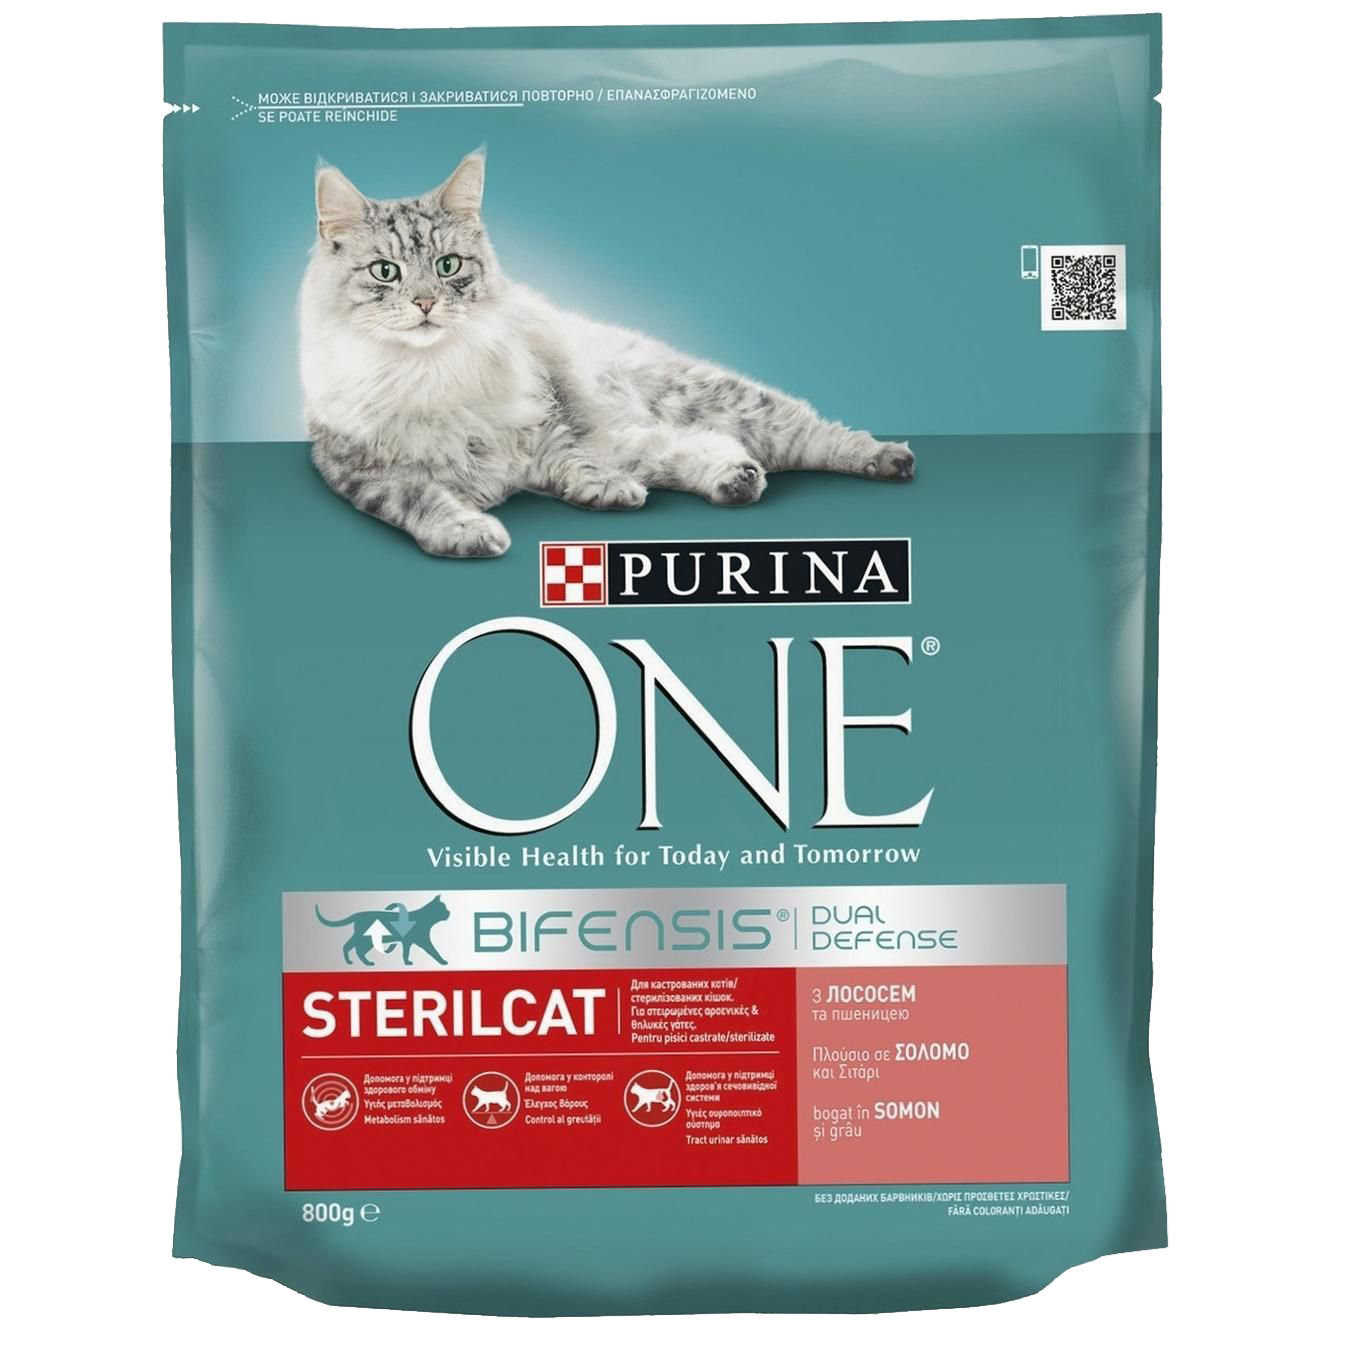 МОЖЕ ВІДКРИВАТИСЯ І ЗАКРИВАТИСЯ ПОВТОРНО / ΕΠΑΝΑΣΦΡΑΓΙΖΟΜΕΝΟ
SE POATE REÎNCHIDE
PURINA
ONE®
Visible Health for Today and Tomorrow
BIFENSIS® DUAL
DEFENSE
STERILCAT
Для кастрованих котів/
стерилізованих кішок.
Για στειρωμένες αρσενικές &
θηλυκές γάτες.
Pentru pisici castrate/sterilizate
Допомога у підтримці
здорового обміну
Υγιής μεταβολισμός
Metabolism sănătos
Допомога у контролі
над вагою
Έλεγχος Βάρους
Control al greutății
Допомога у підтримці
здоров'я сечовивідної
системи
Υγιές ουροποιητικό
σύστημα
Tract urinar sănătos
з ЛОСОСЕМ
та пшеницею
Πλούσιο σε ΣΟΛΟΜΟ
και Σιτάρι
bogat în SOMON
și grâu
800g ℮
БЕЗ ДОДАНИХ БАРВНИКІВ/ΧΩΡΙΣ ΠΡΟΣΘΕΤΕΣ ΧΡΩΣΤΙΚΕΣ/
FĂRĂ COLORANȚI ADĂUGAȚI